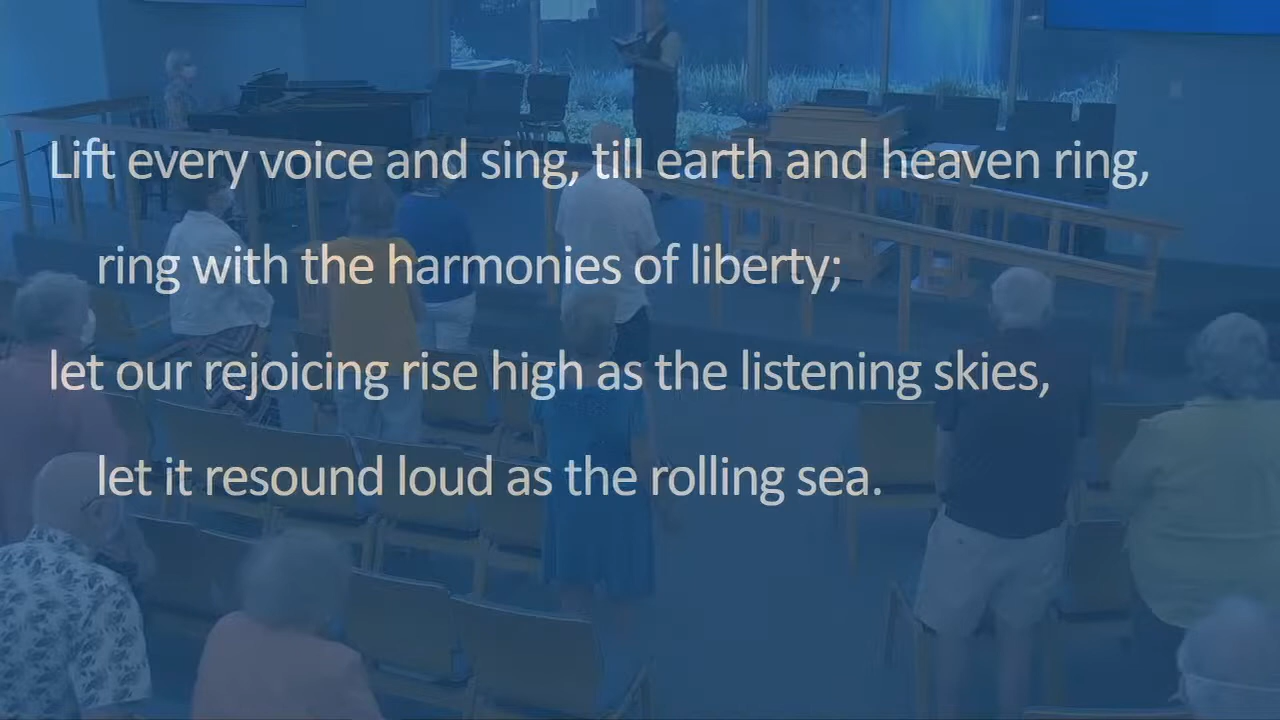 Lift every voice and sing, till earth and heaven ring,
ring with the harmonies of liberty;
let our rejoicing rise high as the listening skies,
let it resound loud as the rolling sea.